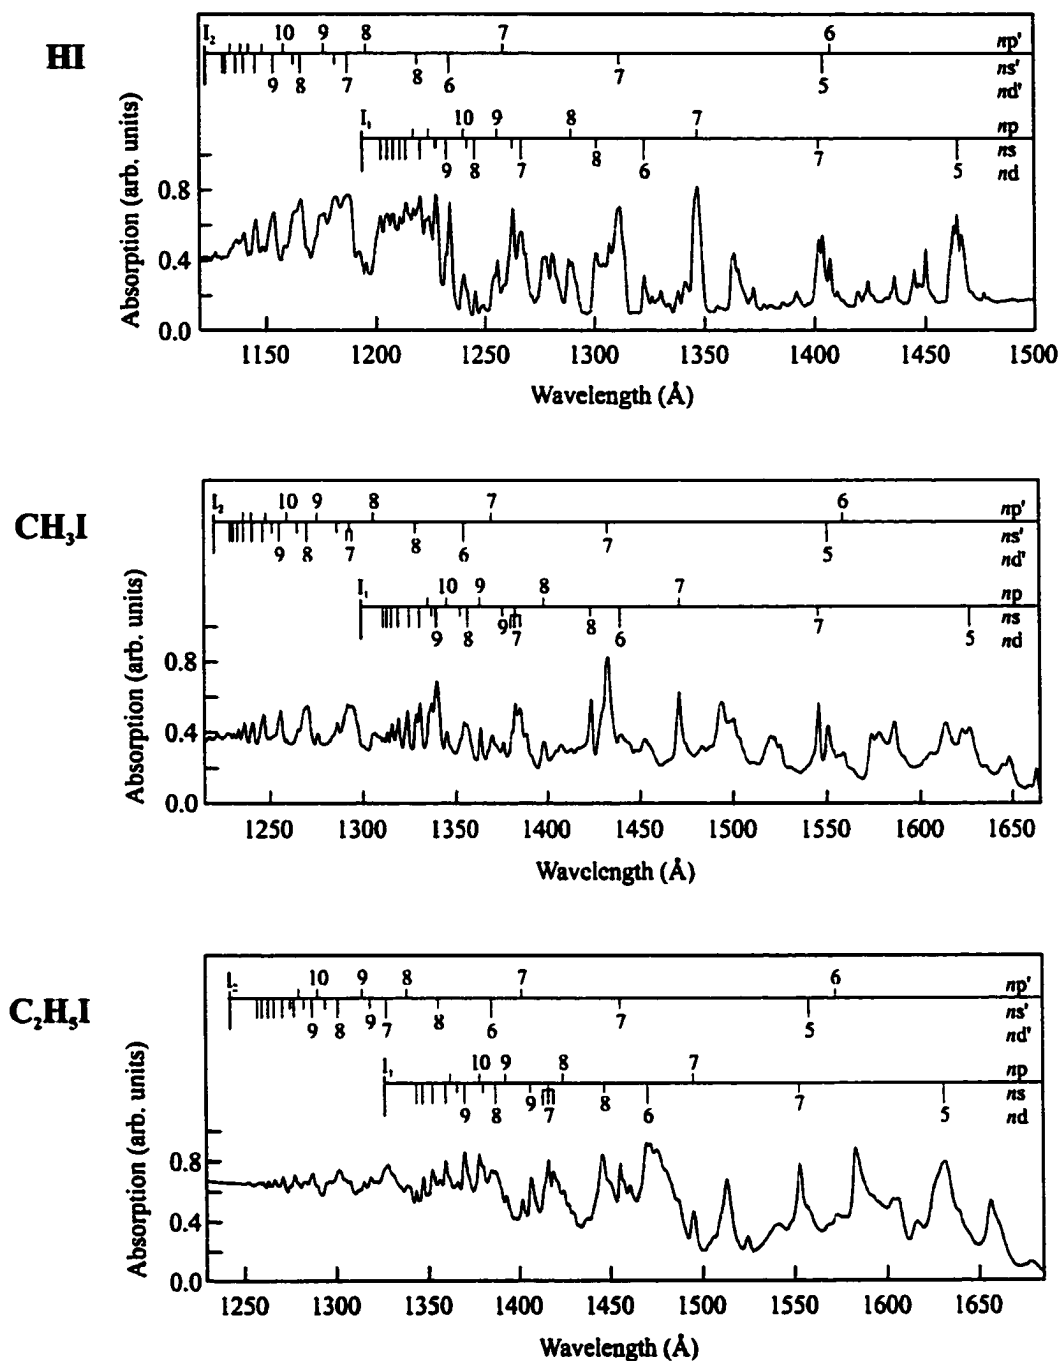 HI
I₂ 10 9 8 7 6 np'
9 8 7 8 6 7 5 ns'
nd'
I₁ 10 9 8 7 np
9 8 7 8 6 7 5 ns
nd
Absorption (arb. units)
0.8
0.4
0.0
1150 1200 1250 1300 1350 1400 1450 1500
Wavelength (Å)
CH₃I
I₂ 10 9 8 7 6 np'
9 8 7 8 6 7 5 ns'
nd'
I₁ 10 9 8 7 np
9 8 9 7 8 6 7 5 ns
nd
Absorption (arb. units)
0.8
0.4
0.0
1250 1300 1350 1400 1450 1500 1550 1600 1650
Wavelength (Å)
C₂H₅I
I₂ 10 9 8 7 6 np'
9 8 9 7 8 6 7 5 ns'
nd'
I₁ 10 9 8 7 np
9 8 9 7 8 6 7 5 ns
nd
Absorption (arb. units)
0.8
0.4
0.0
1250 1300 1350 1400 1450 1500 1550 1600 1650
Wavelength (Å)